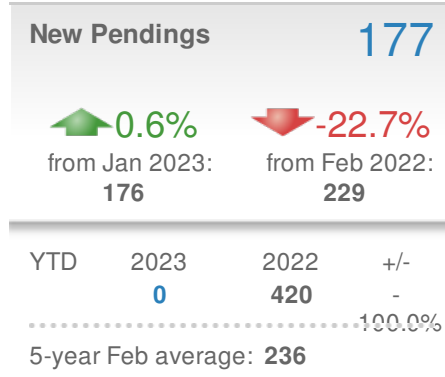 New Pendings 177
0.6% -22.7%
from Jan 2023: from Feb 2022:
176 229
YTD 2023 2022 +/-
0 420 -
100.0%
5-year Feb average: 236